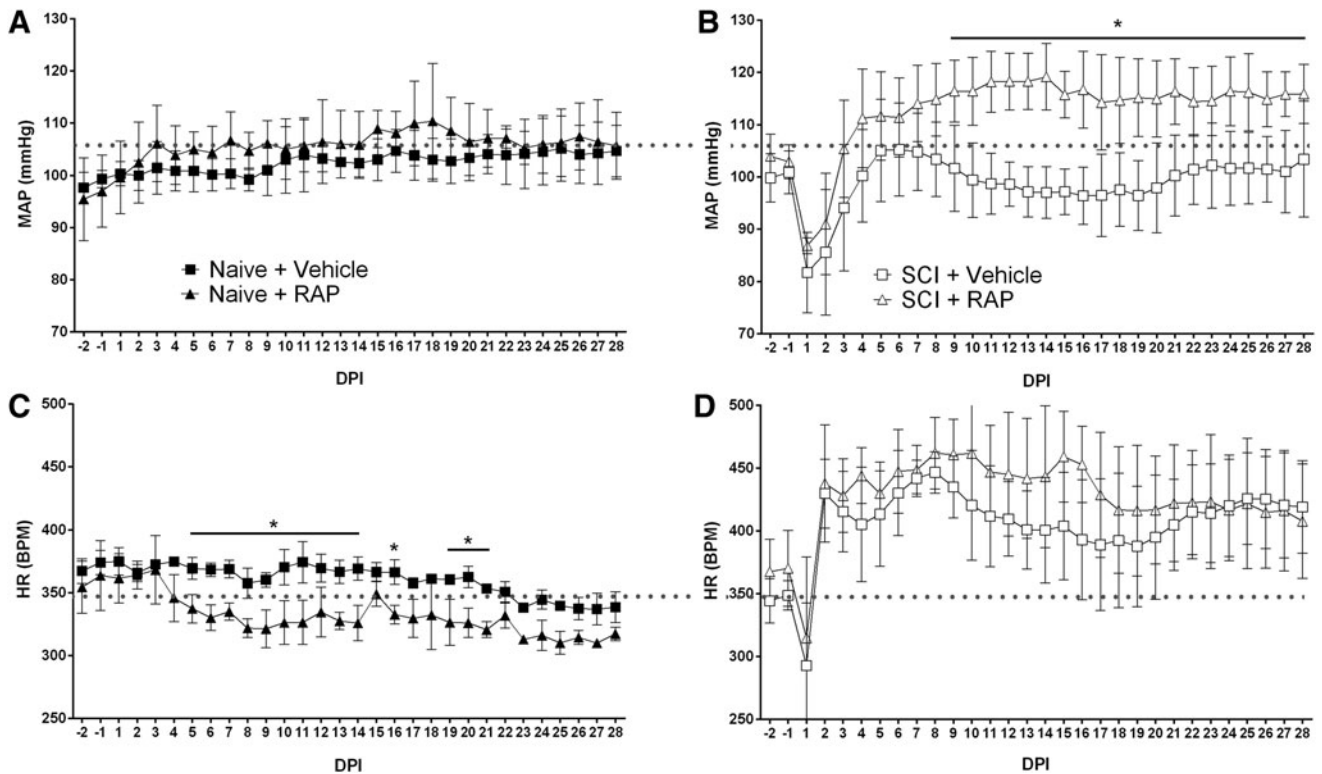 A
MAP (mmHg)
130
120
110
100
90
80
70
Naive + Vehicle
Naive + RAP
-2 -1 1 2 3 4 5 6 7 8 9 10 11 12 13 14 15 16 17 18 19 20 21 22 23 24 25 26 27 28
DPI
B
MAP (mmHg)
130
120
110
100
90
80
70
*
SCI + Vehicle
SCI + RAP
-2 -1 1 2 3 4 5 6 7 8 9 10 11 12 13 14 15 16 17 18 19 20 21 22 23 24 25 26 27 28
DPI
C
HR (BPM)
500
450
400
350
300
250
* * *
-2 -1 1 2 3 4 5 6 7 8 9 10 11 12 13 14 15 16 17 18 19 20 21 22 23 24 25 26 27 28
DPI
D
HR (BPM)
500
450
400
350
300
250
-2 -1 1 2 3 4 5 6 7 8 9 10 11 12 13 14 15 16 17 18 19 20 21 22 23 24 25 26 27 28
DPI